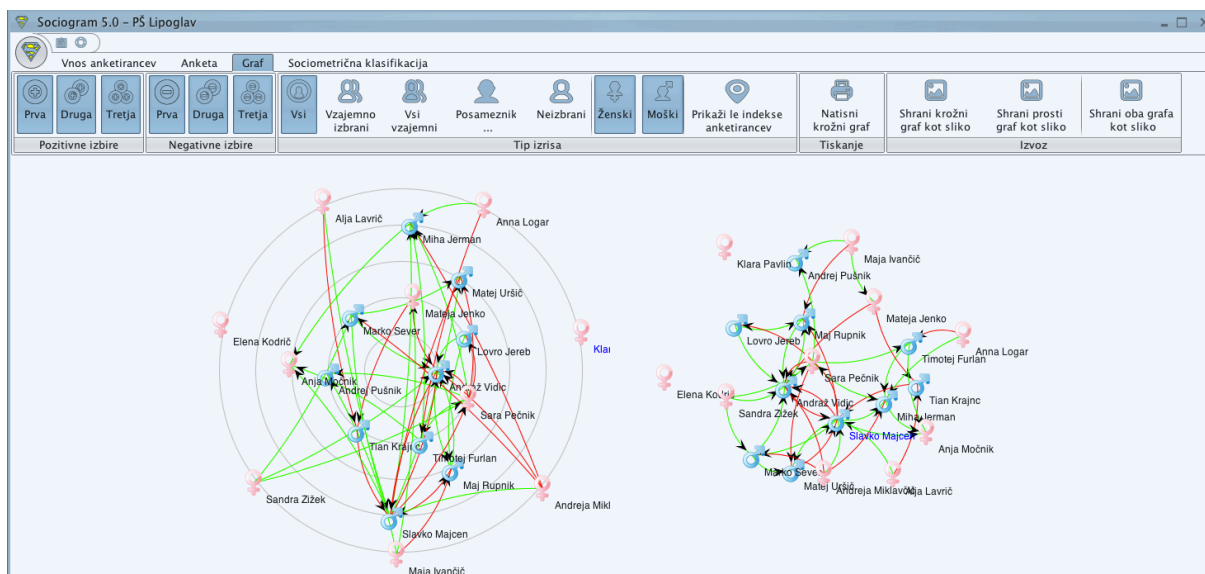 Sociogram 5.0 – PŠ Lipoglav
Vnos anketirancev Anketa Graf Sociometrična klasifikacija
Prva Druga Tretja Prva Druga Tretja Vsi Vzajemno izbrani Vsi vzajemni Posameznik ... Neizbrani Ženski Moški Prikaži le indekse anketirancev Natisni krožni graf Shrani krožni graf kot sliko Shrani prosti graf kot sliko Shrani oba grafa kot sliko
Pozitivne izbire Negativne izbire Tip izrisa Tiskanje Izvoz
Alja Lavrič
Anna Logar
Miha Jerman
Matej Uršič
Mateja Jenko
Marko Sever
Elena Kodrič
Lovro Jereb
Klar
Anja Močnik
Andrej Pušnik
Andraž Vidic
Sara Pečnik
Tian Krajnc
Timotej Furlan
Maj Rupnik
Sandra Zižek
Andreja Mikl
Slavko Majcen
Maja Ivančič
Klara Pavlin
Maja Ivančič
Andrej Pušnik
Mateja Jenko
Maj Rupnik
Lovro Jereb
Anna Logar
Timotej Furlan
Sara Pečnik
Elena Kodrič
Tian Krajnc
Andraž Vidic
Sandra Zižek
Miha Jerman
Slavko Majcen
Anja Močnik
Marko Sever
Matej Uršič
Andreja Miklavčič
Alja Lavrič